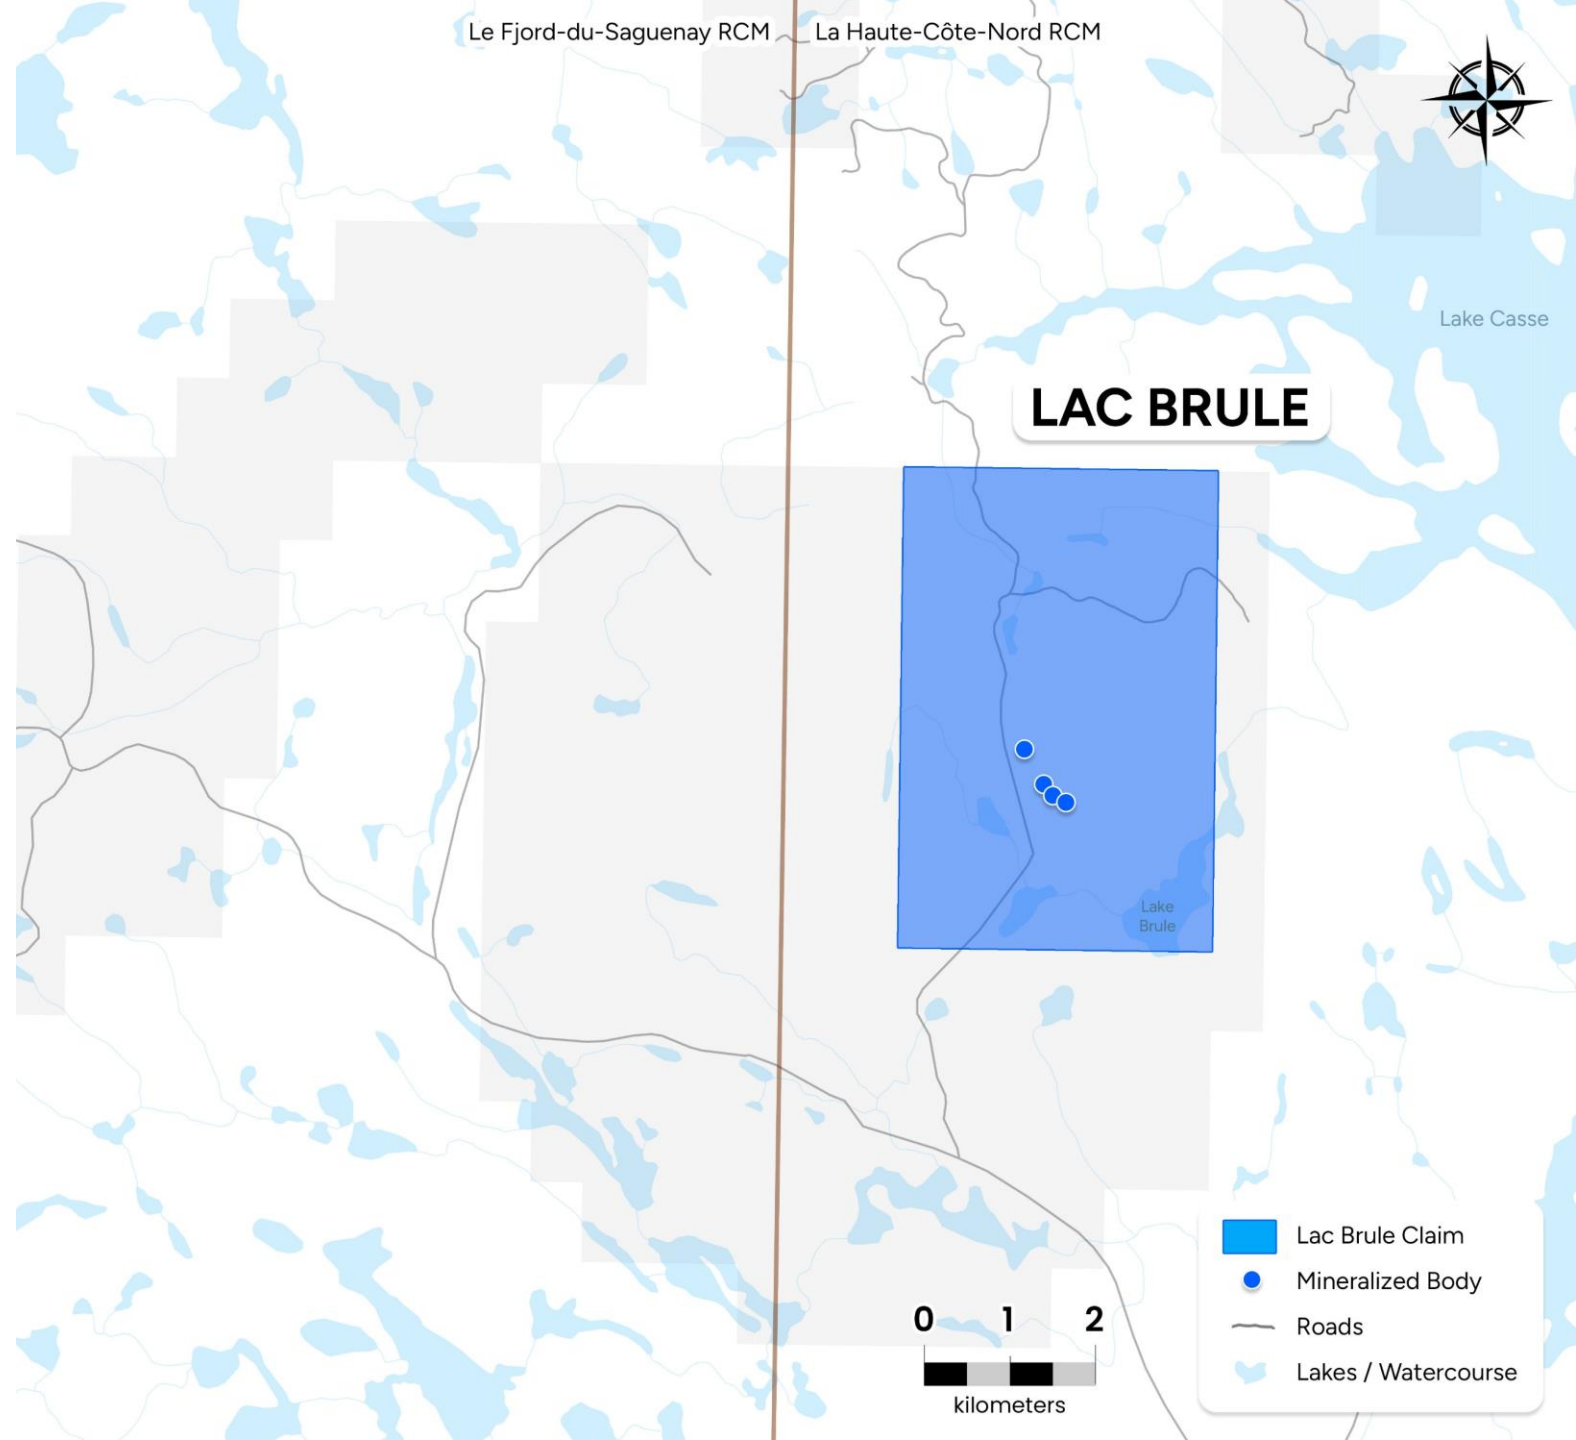 Le Fjord-du-Saguenay RCM
La Haute-Côte-Nord RCM
Lake Casse
LAC BRULE
Lake
Brule
Lac Brule Claim
Mineralized Body
Roads
Lakes / Watercourse
0 1 2
kilometers